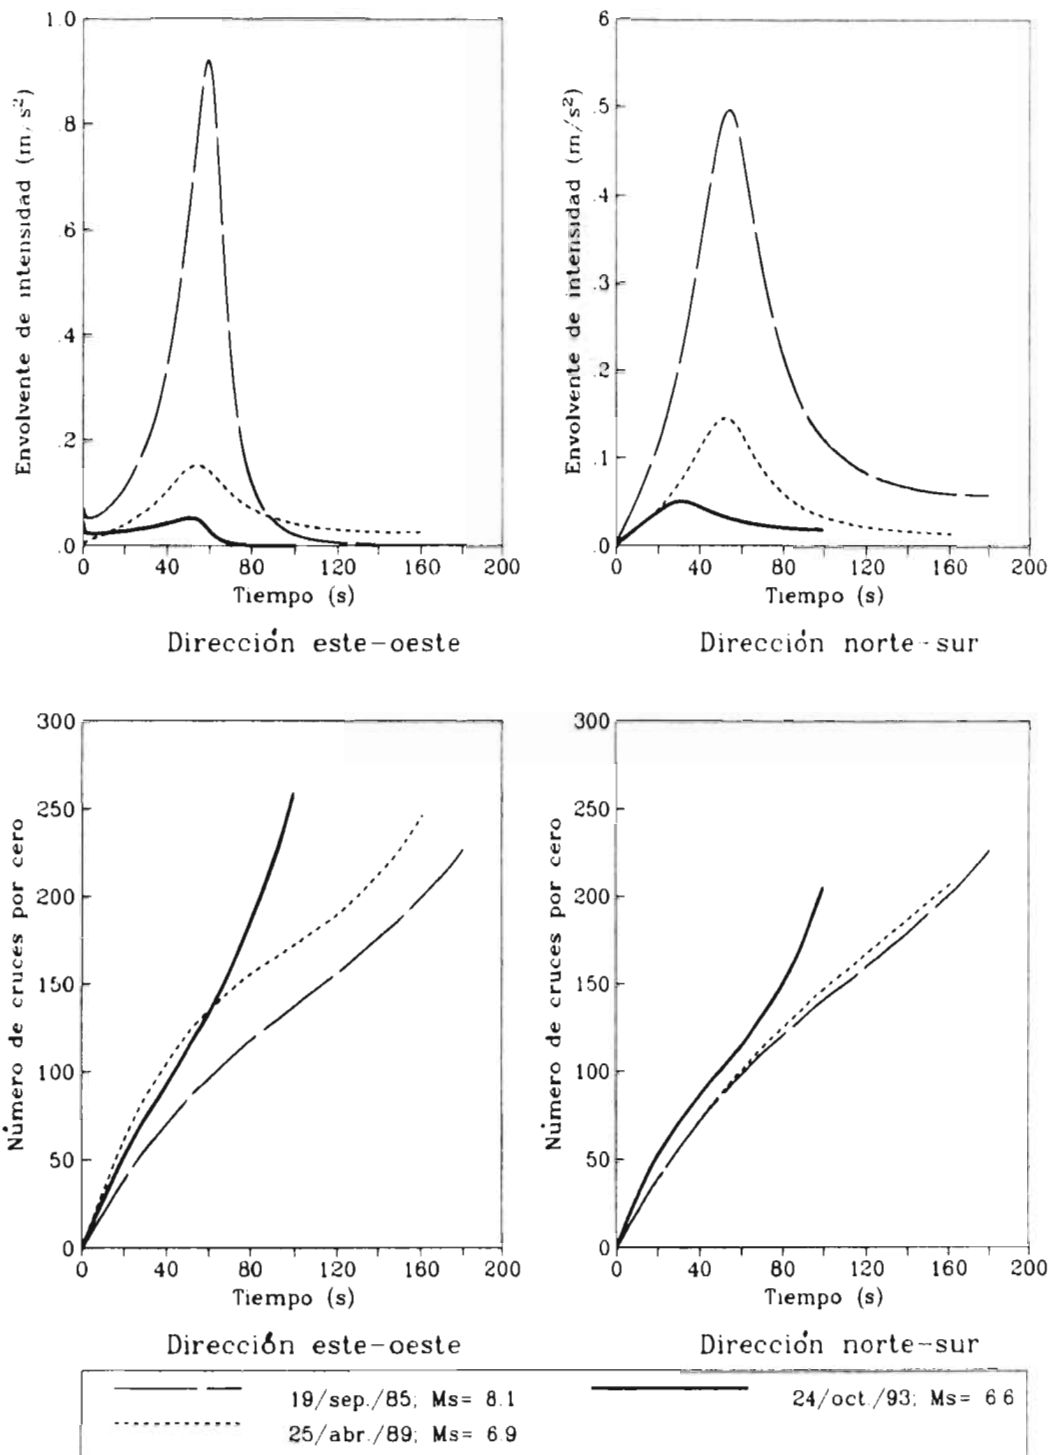 Envolvente de intensidad (m/s²)
1.0
.8
.6
.4
.2
.0
0 40 80 120 160 200
Tiempo (s)
Dirección este-oeste
Envolvente de intensidad (m/s²)
6
.5
.4
.3
.2
.1
.0
0 40 80 120 160 200
Tiempo (s)
Dirección norte-sur
Número de cruces por cero
300
250
200
150
100
50
0
0 40 80 120 160 200
Tiempo (s)
Dirección este-oeste
Número de cruces por cero
300
250
200
150
100
50
0
0 40 80 120 160 200
Tiempo (s)
Dirección norte-sur
19/sep./85; Ms= 8.1
25/abr./89; Ms= 6.9
24/oct./93; Ms= 6.6